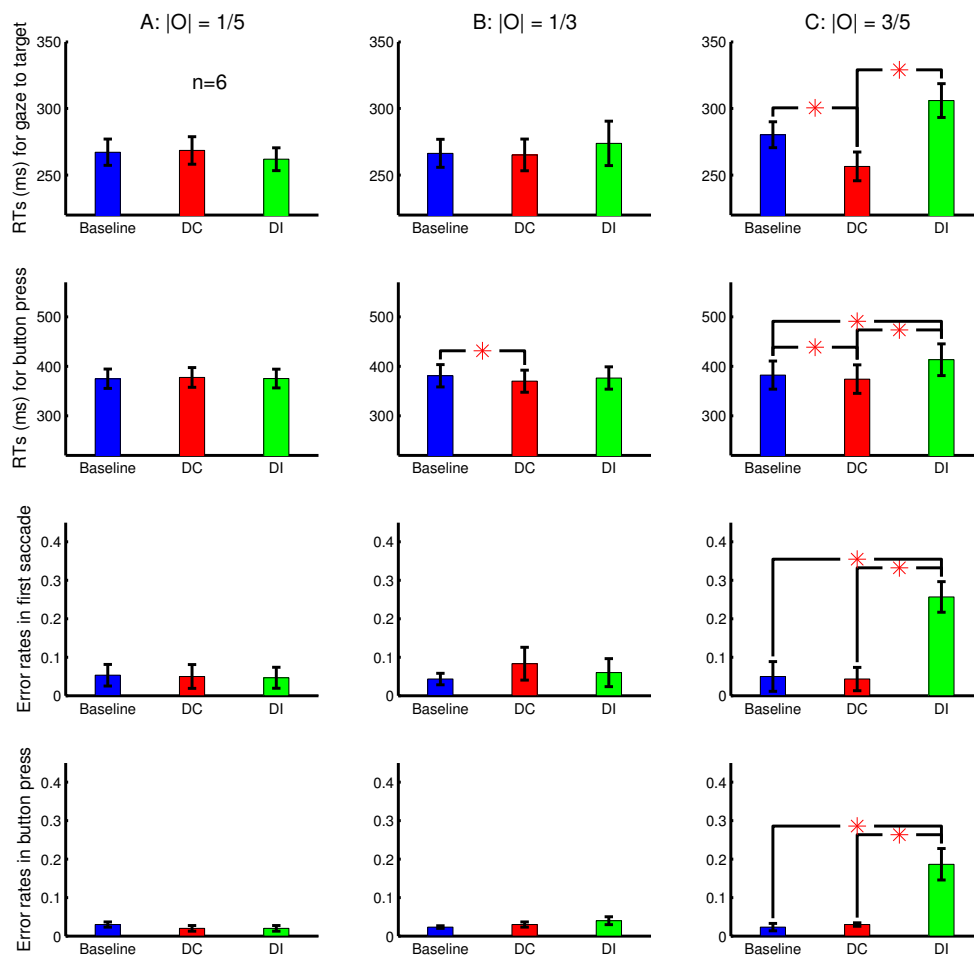 A: |O| = 1/5
B: |O| = 1/3
C: |O| = 3/5
RTs (ms) for gaze to target
350
300
250
n=6
Baseline DC DI
350
300
250
Baseline DC DI
350
300
250
Baseline DC DI
RTs (ms) for button press
500
400
300
Baseline DC DI
500
400
300
Baseline DC DI
500
400
300
Baseline DC DI
Error rates in first saccade
0.4
0.3
0.2
0.1
0
Baseline DC DI
0.4
0.3
0.2
0.1
0
Baseline DC DI
0.4
0.3
0.2
0.1
0
Baseline DC DI
Error rates in button press
0.4
0.3
0.2
0.1
0
Baseline DC DI
0.4
0.3
0.2
0.1
0
Baseline DC DI
0.4
0.3
0.2
0.1
0
Baseline DC DI